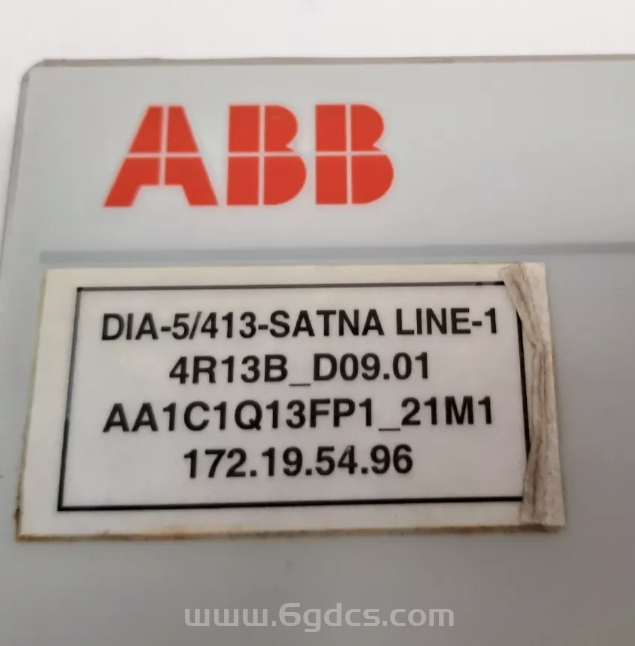 ABB
DIA-5/413-SATNA LINE-1
4R13B_D09.01
AA1C1Q13FP1_21M1
172.19.54.96
www.6gdcs.com